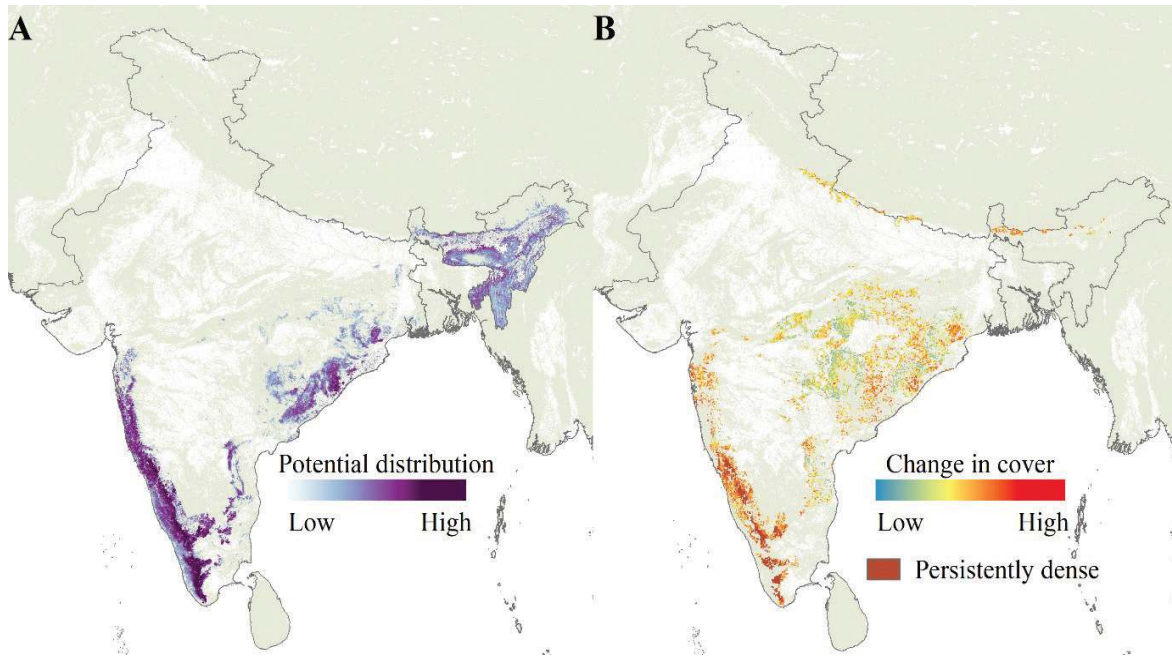 A
B
Potential distribution
Low High
Change in cover
Low High
Persistently dense